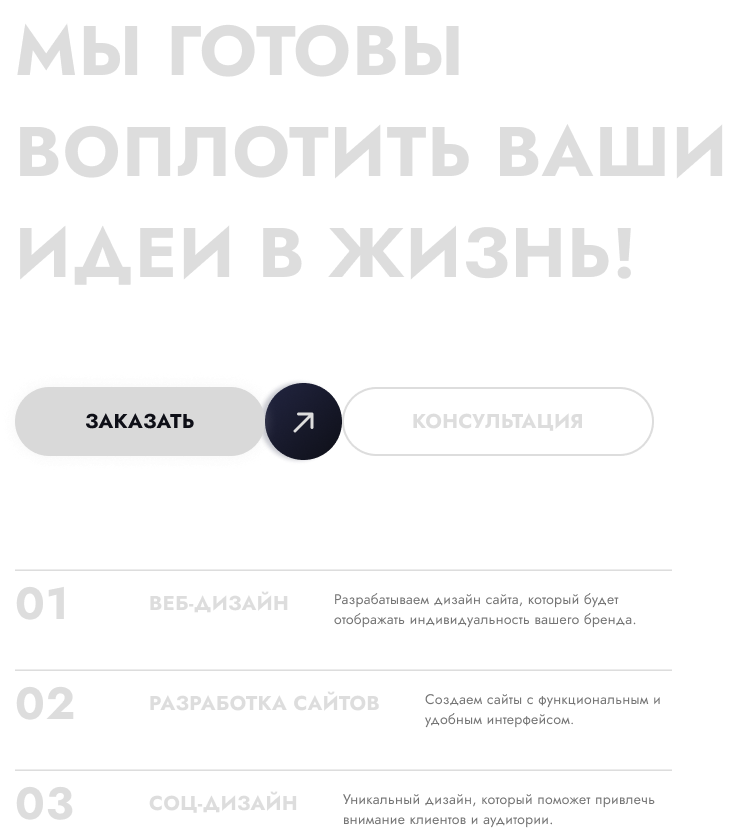 МЫ ГОТОВЫ
ВОПЛОТИТЬ ВАШИ
ИДЕИ В ЖИЗНЬ!
ЗАКАЗАТЬ
КОНСУЛЬТАЦИЯ
01
ВЕБ-ДИЗАЙН
Разрабатываем дизайн сайта, который будет
отображать индивидуальность вашего бренда.
02
РАЗРАБОТКА САЙТОВ
Создаем сайты с функциональным и
удобным интерфейсом.
03
СОЦ-ДИЗАЙН
Уникальный дизайн, который поможет привлечь
внимание клиентов и аудитории.